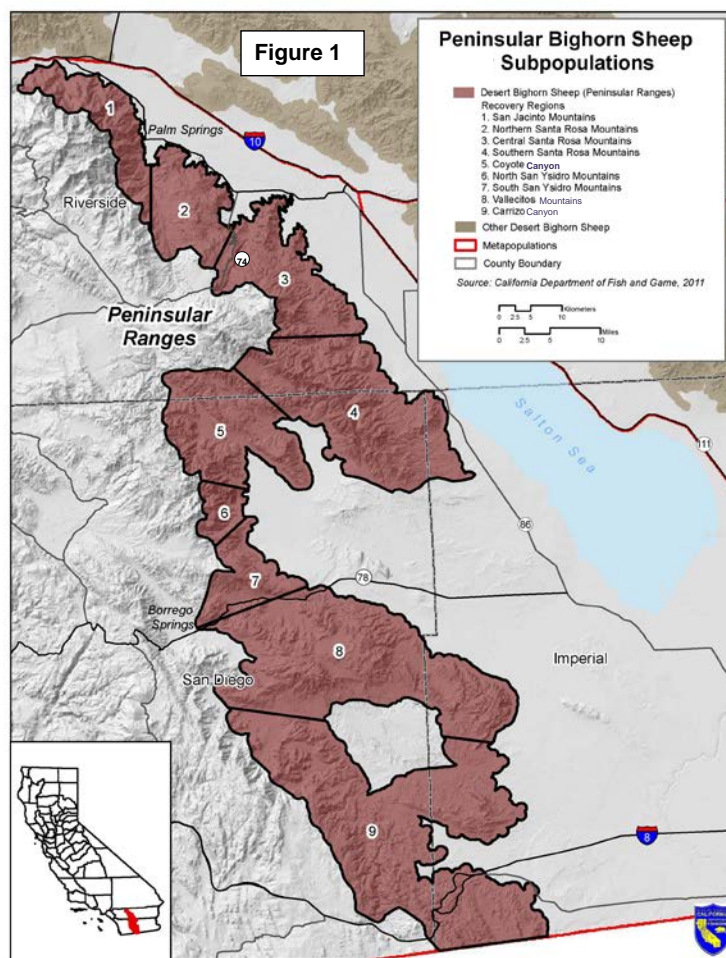 Figure 1
Peninsular Bighorn Sheep
Subpopulations
Desert Bighorn Sheep (Peninsular Ranges)
Recovery Regions
1. San Jacinto Mountains
2. Northern Santa Rosa Mountains
3. Central Santa Rosa Mountains
4. Southern Santa Rosa Mountains
5. Coyote Canyon
6. North San Ysidro Mountains
7. South San Ysidro Mountains
8. Vallecitos Mountains
9. Carrizo Canyon
Other Desert Bighorn Sheep
Metapopulations
County Boundary
Source: California Department of Fish and Game, 2011
Kilometers
0 2.5 5 10
Miles
0 2.5 5 10
1
Palm Springs
10
Riverside
2
74
3
Peninsular
Ranges
4
5
Salton Sea
111
6
86
7
78
Borrego
Springs
8
Imperial
San Diego
9
8
CALIFORNIA